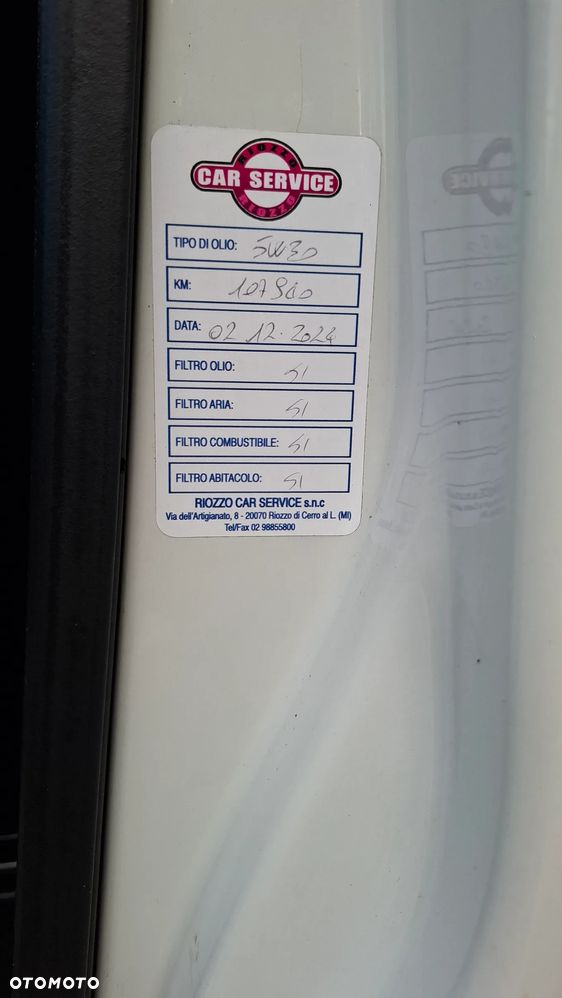 RIOZZO
CAR SERVICE
RIOZZO
TIPO DI OLIO: 5W30
KM:
DATA: 02.12.2024
FILTRO OLIO: SI
FILTRO ARIA: SI
FILTRO COMBUSTIBILE: SI
FILTRO ABITACOLO: SI
RIOZZO CAR SERVICE s.n.c
Via dell'Artigianato, 8 - 20070 Riozzo di Cerro al L. (MI)
Tel/Fax 02 98855800
OTOMOTO